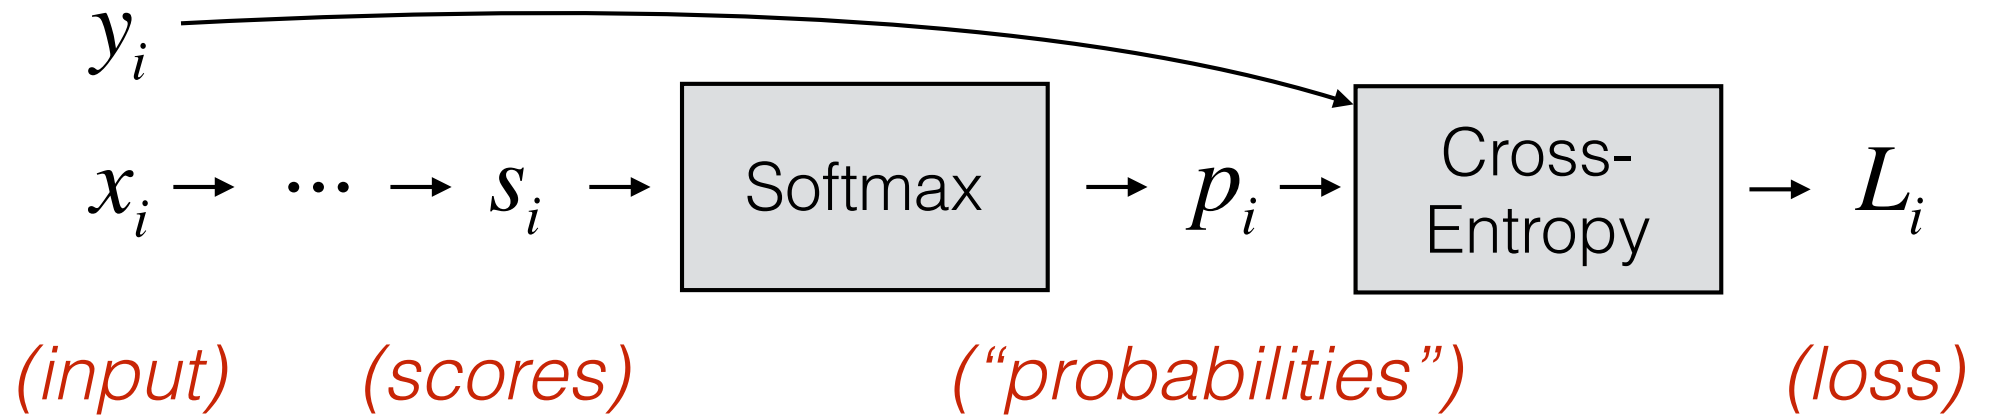 y_i
x_i → ··· → s_i → Softmax → p_i → Cross-Entropy → L_i
(input) (scores) (“probabilities”) (loss)